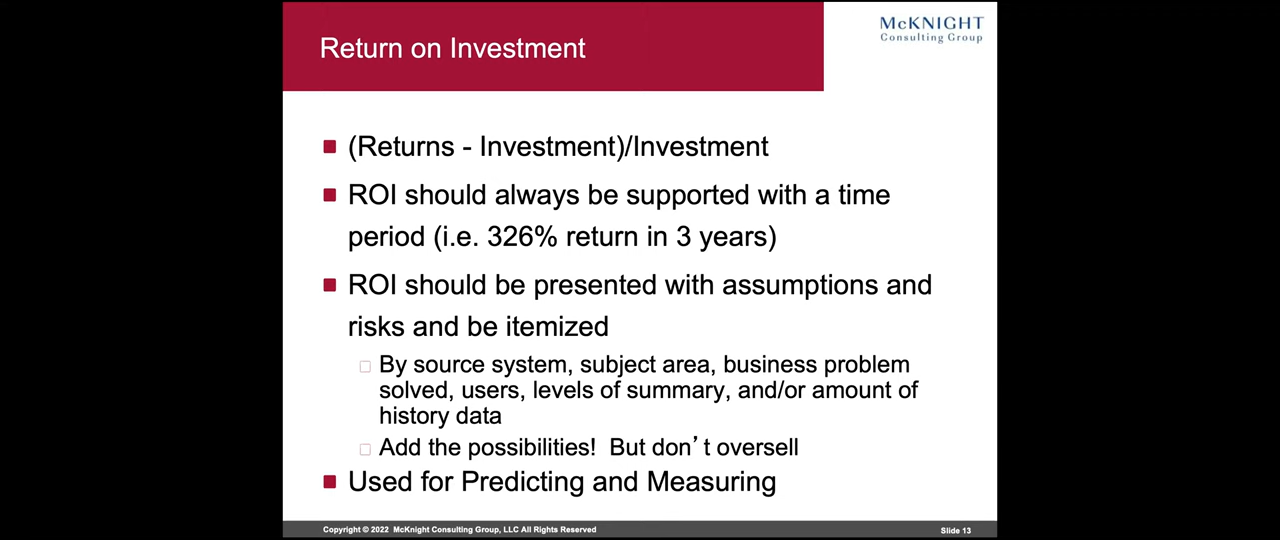 Return on Investment
McKNIGHT
Consulting Group
(Returns - Investment)/Investment
ROI should always be supported with a time
period (i.e. 326% return in 3 years)
ROI should be presented with assumptions and
risks and be itemized
By source system, subject area, business problem
solved, users, levels of summary, and/or amount of
history data
Add the possibilities! But don’t oversell
Used for Predicting and Measuring
Copyright © 2022 McKnight Consulting Group, LLC All Rights Reserved
Slide 13